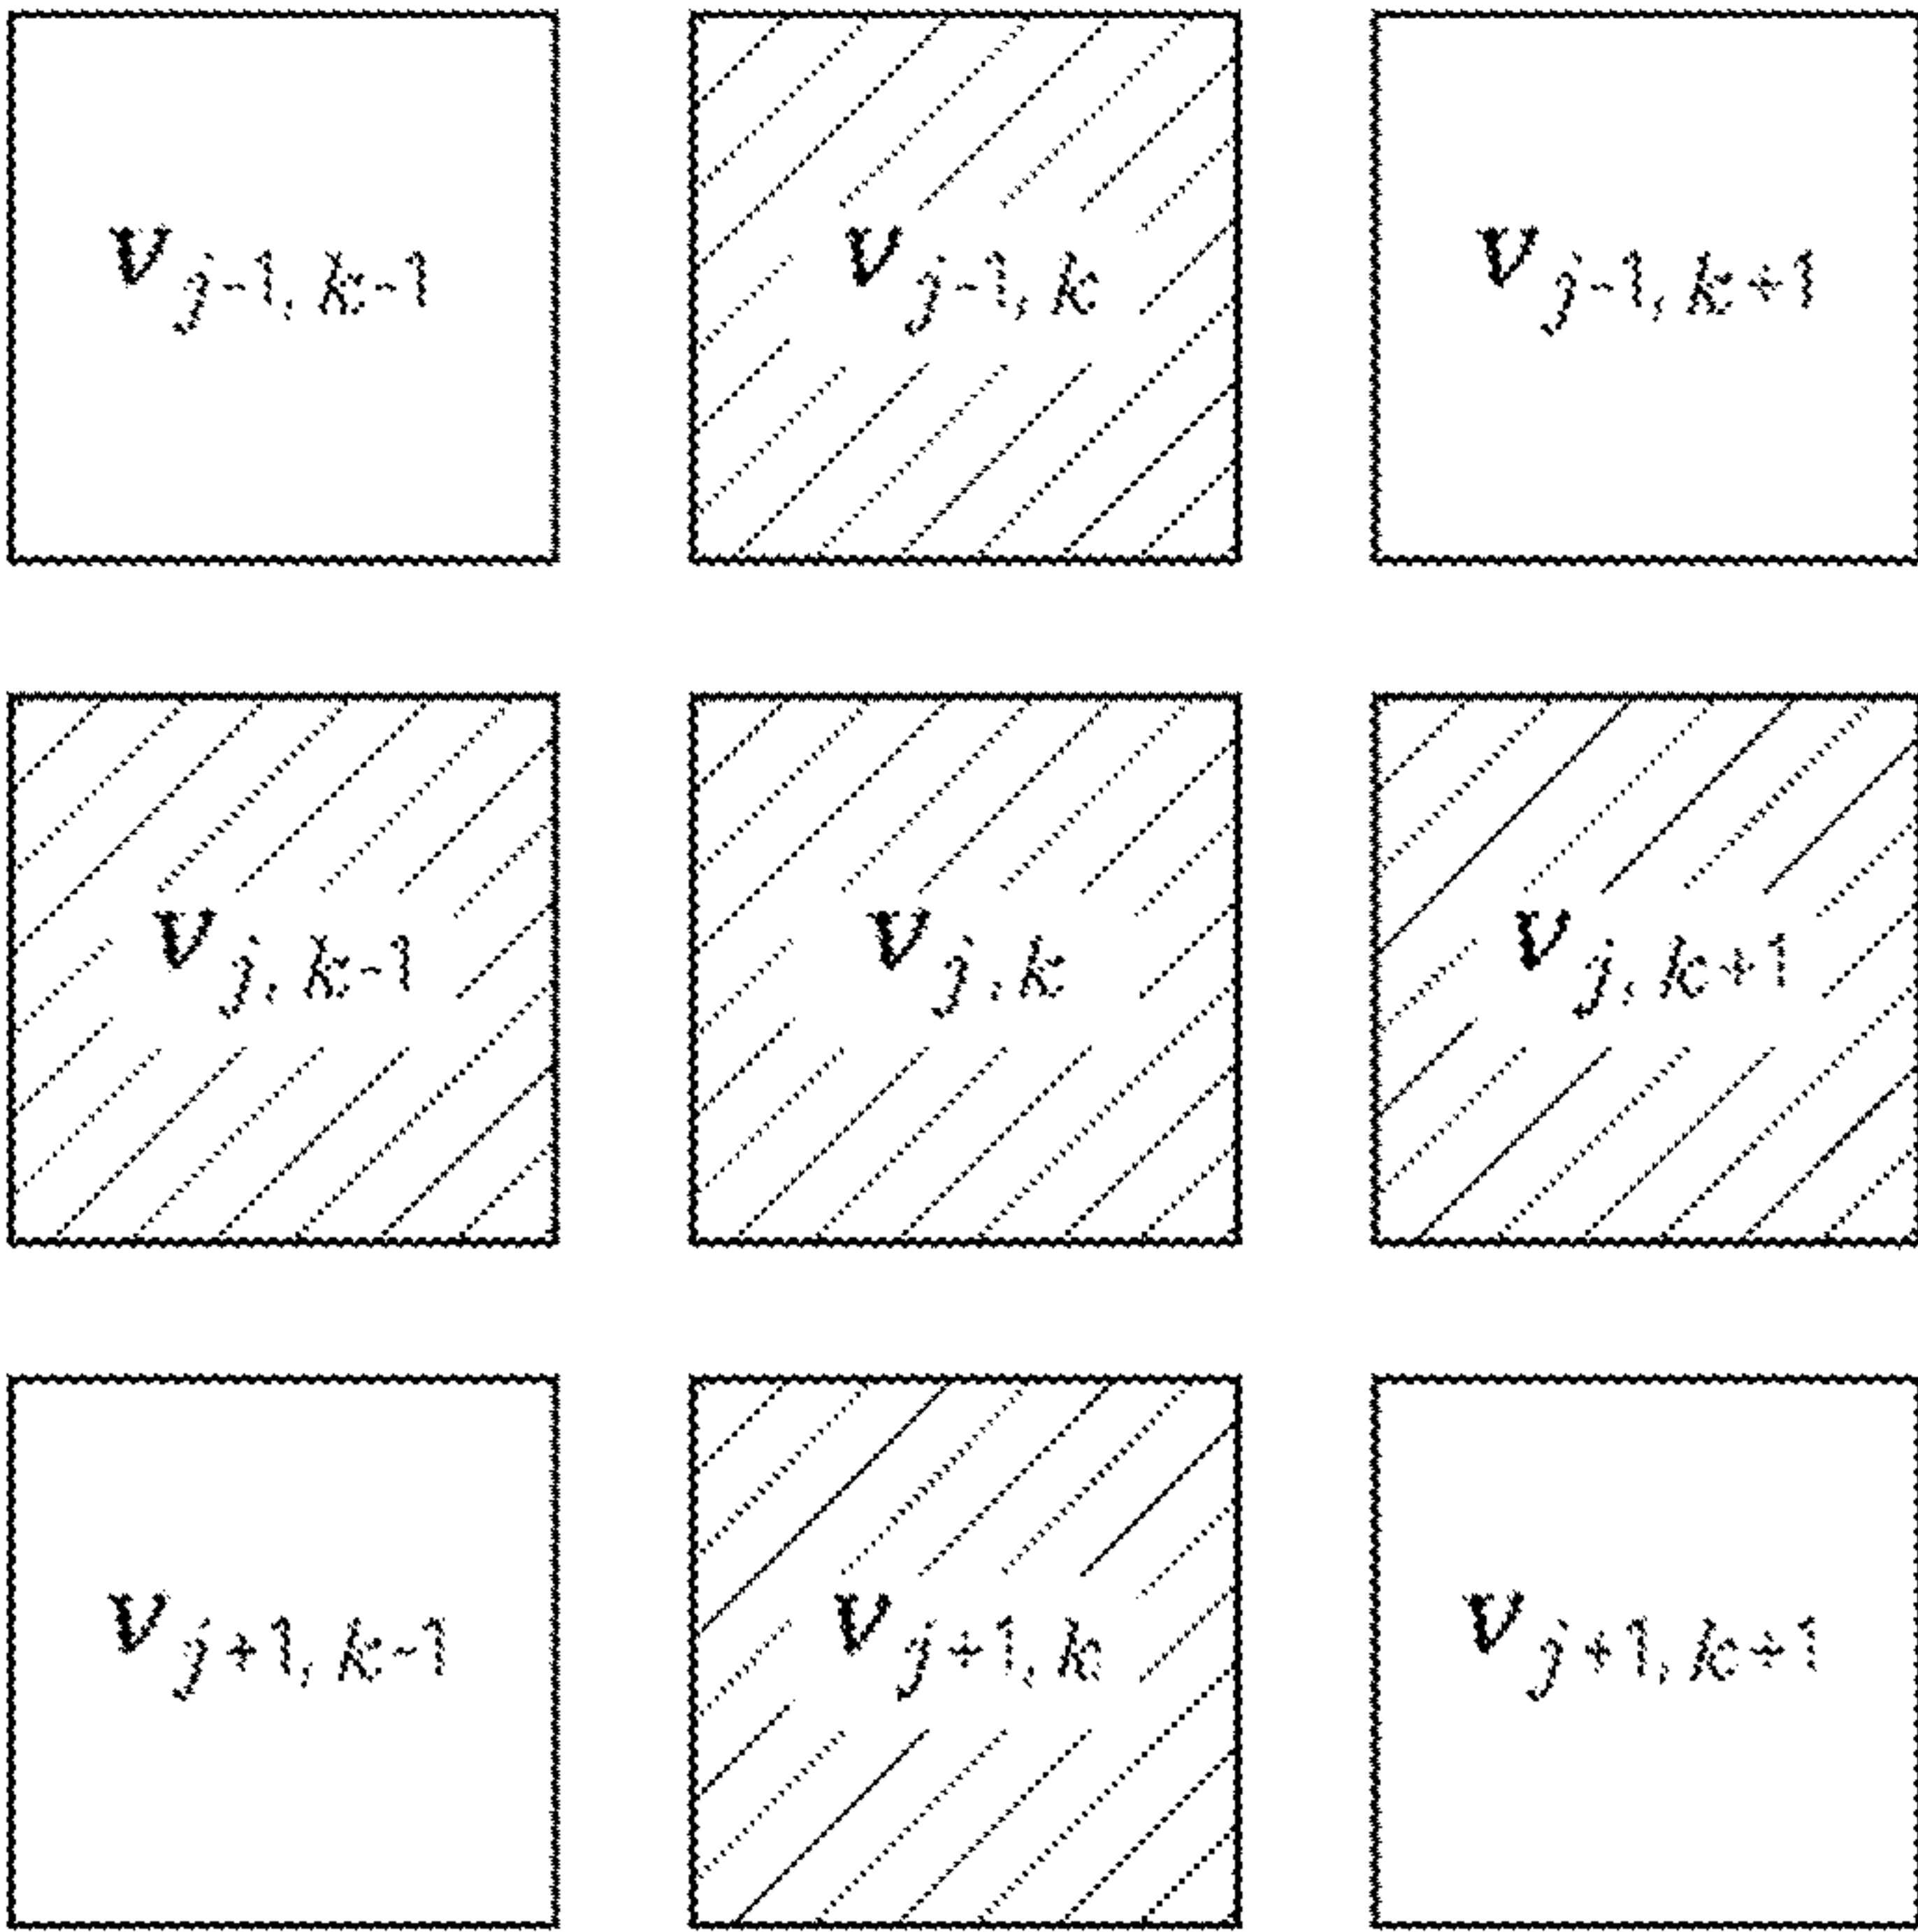 v j-1, k-1 v j-1, k v j-1, k+1
v j, k-1 v j, k v j, k+1
v j+1, k-1 v j+1, k v j+1, k+1